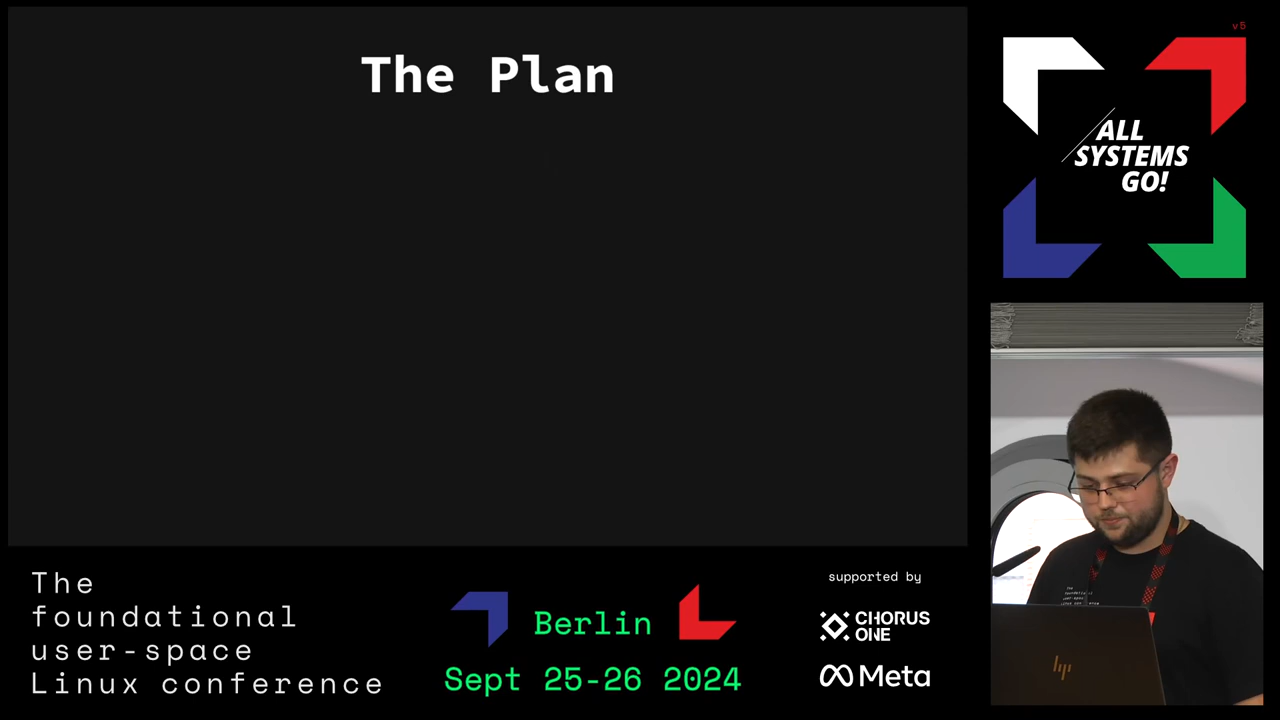 The Plan
v5
ALL
SYSTEMS
GO!
The
foundational
user-space
Linux conference
Berlin
Sept 25-26 2024
supported by
CHORUS
ONE
Meta
hp